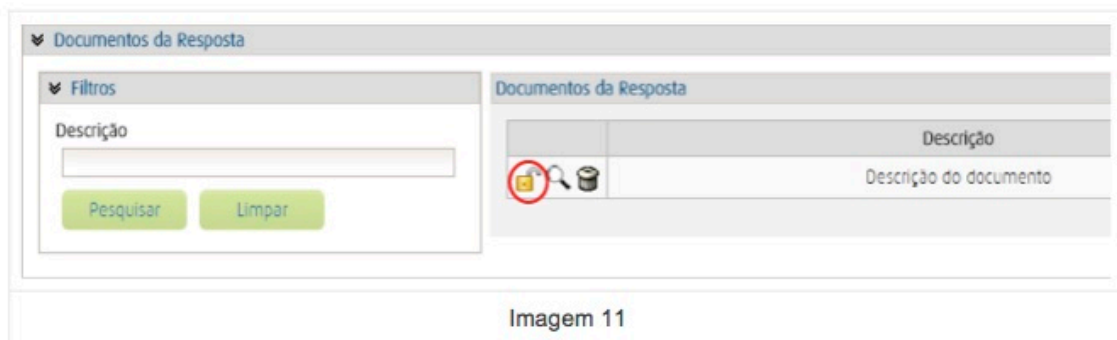 Documentos da Resposta
Filtros
Descrição
Pesquisar Limpar
Documentos da Resposta
Descrição
Descrição do documento
Imagem 11